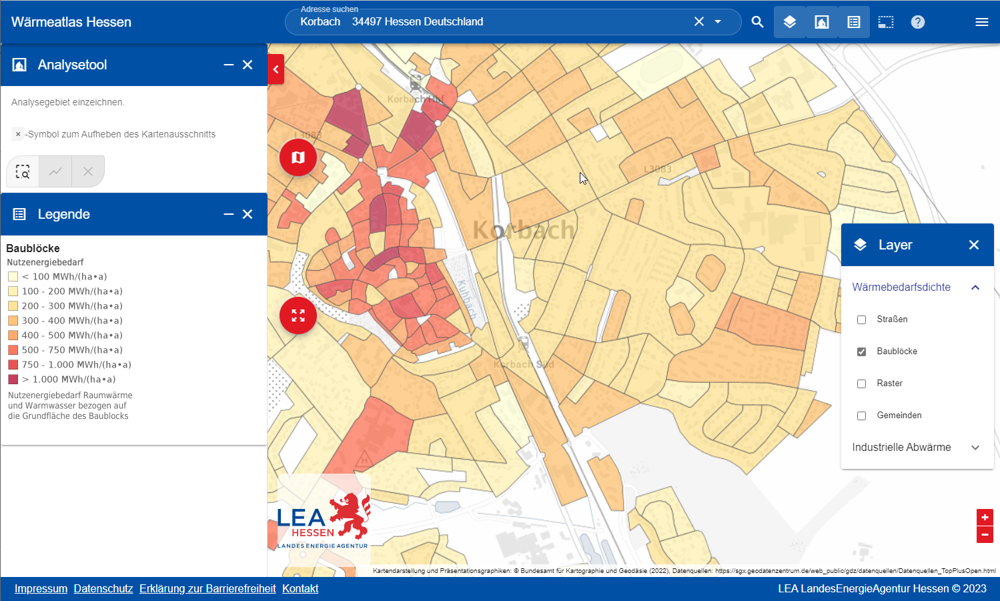 Wärmeatlas Hessen
Adresse suchen
Korbach 34497 Hessen Deutschland
Analysetool
Analysegebiet einzeichnen.
×-Symbol zum Aufheben des Kartenausschnitts
Legende
Baublöcke
Nutzenergiebedarf
< 100 MWh/(ha•a)
100 - 200 MWh/(ha•a)
200 - 300 MWh/(ha•a)
300 - 400 MWh/(ha•a)
400 - 500 MWh/(ha•a)
500 - 750 MWh/(ha•a)
750 - 1.000 MWh/(ha•a)
> 1.000 MWh/(ha•a)
Nutzenergiebedarf Raumwärme
und Warmwasser bezogen auf
die Grundfläche des Baublocks
Korbach Hbf
L3083
L3083
Korbach
Kuhbach
Korbach Süd
H
Layer
Wärmebedarfsdichte
Straßen
Baublöcke
Raster
Gemeinden
Industrielle Abwärme
LEA
HESSEN
LANDESENERGIEAGENTUR
Kartendarstellung und Präsentationsgraphiken: © Bundesamt für Kartographie und Geodäsie (2022), Datenquellen: https://sgx.geodatenzentrum.de/web_public/gdz/datenquellen/Datenquellen_TopPlusOpen.html
Impressum Datenschutz Erklärung zur Barrierefreiheit Kontakt
LEA LandesEnergieAgentur Hessen © 2023